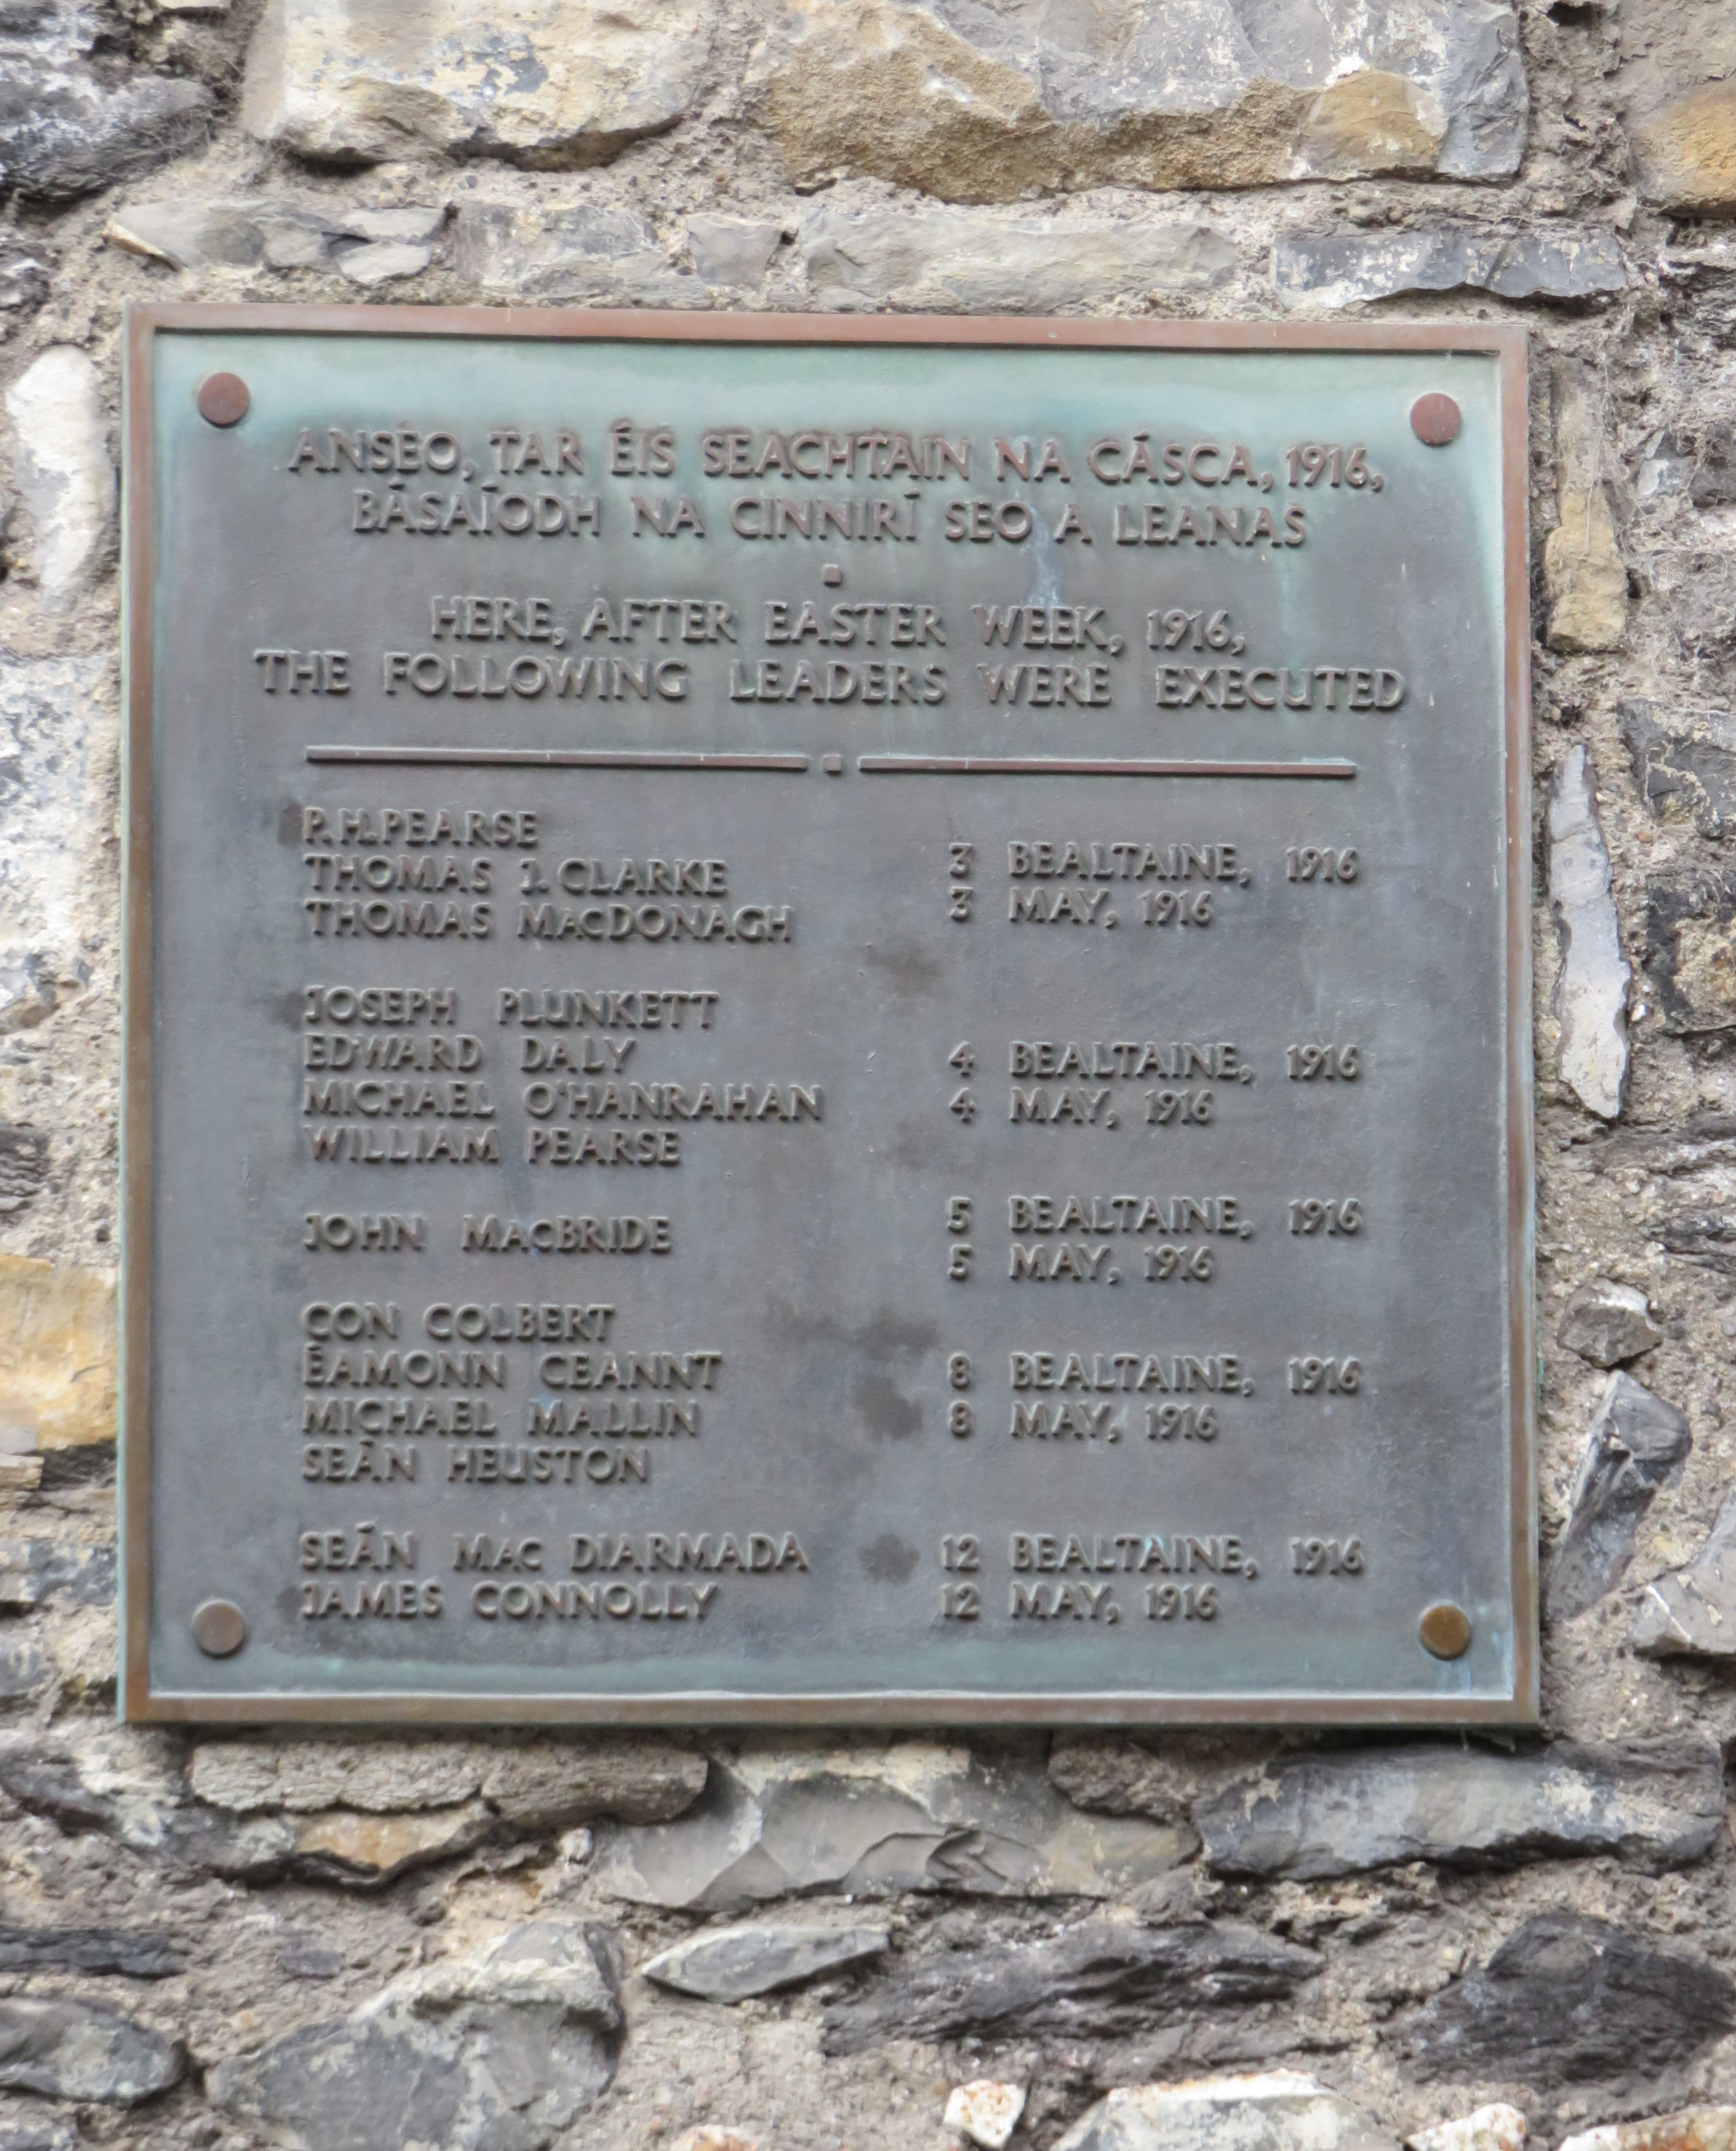 ANSEO, TAR ÉIS SEACHTAIN NA CÁSCA, 1916,
BÁSAÍODH NA CINNIRÍ SEO A LEANAS
HERE, AFTER EASTER WEEK, 1916,
THE FOLLOWING LEADERS WERE EXECUTED
P. H. PEARSE
THOMAS J. CLARKE
THOMAS MACDONAGH
3 BEALTAINE, 1916
3 MAY, 1916
JOSEPH PLUNKETT
EDWARD DALY
MICHAEL O'HANRAHAN
WILLIAM PEARSE
4 BEALTAINE, 1916
4 MAY, 1916
JOHN MACBRIDE
5 BEALTAINE, 1916
5 MAY, 1916
CON COLBERT
ÉAMONN CEANNT
MICHAEL MALLIN
SEÁN HEUSTON
8 BEALTAINE, 1916
8 MAY, 1916
SEÁN MAC DIARMADA
JAMES CONNOLLY
12 BEALTAINE, 1916
12 MAY, 1916